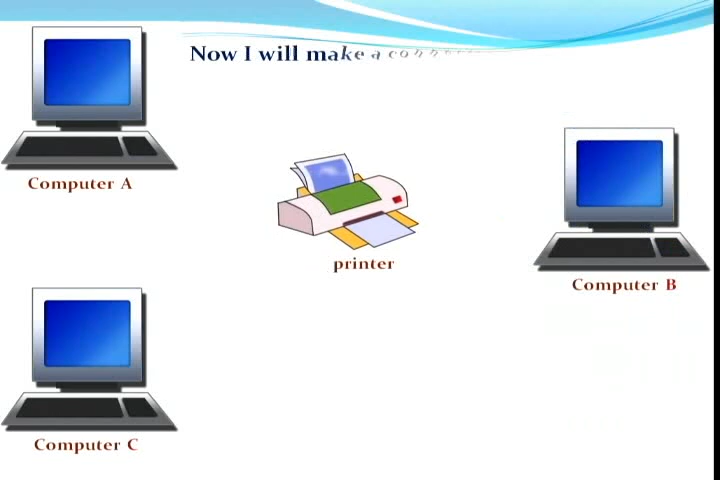 Now I will make a
Computer A
printer
Computer B
Computer C